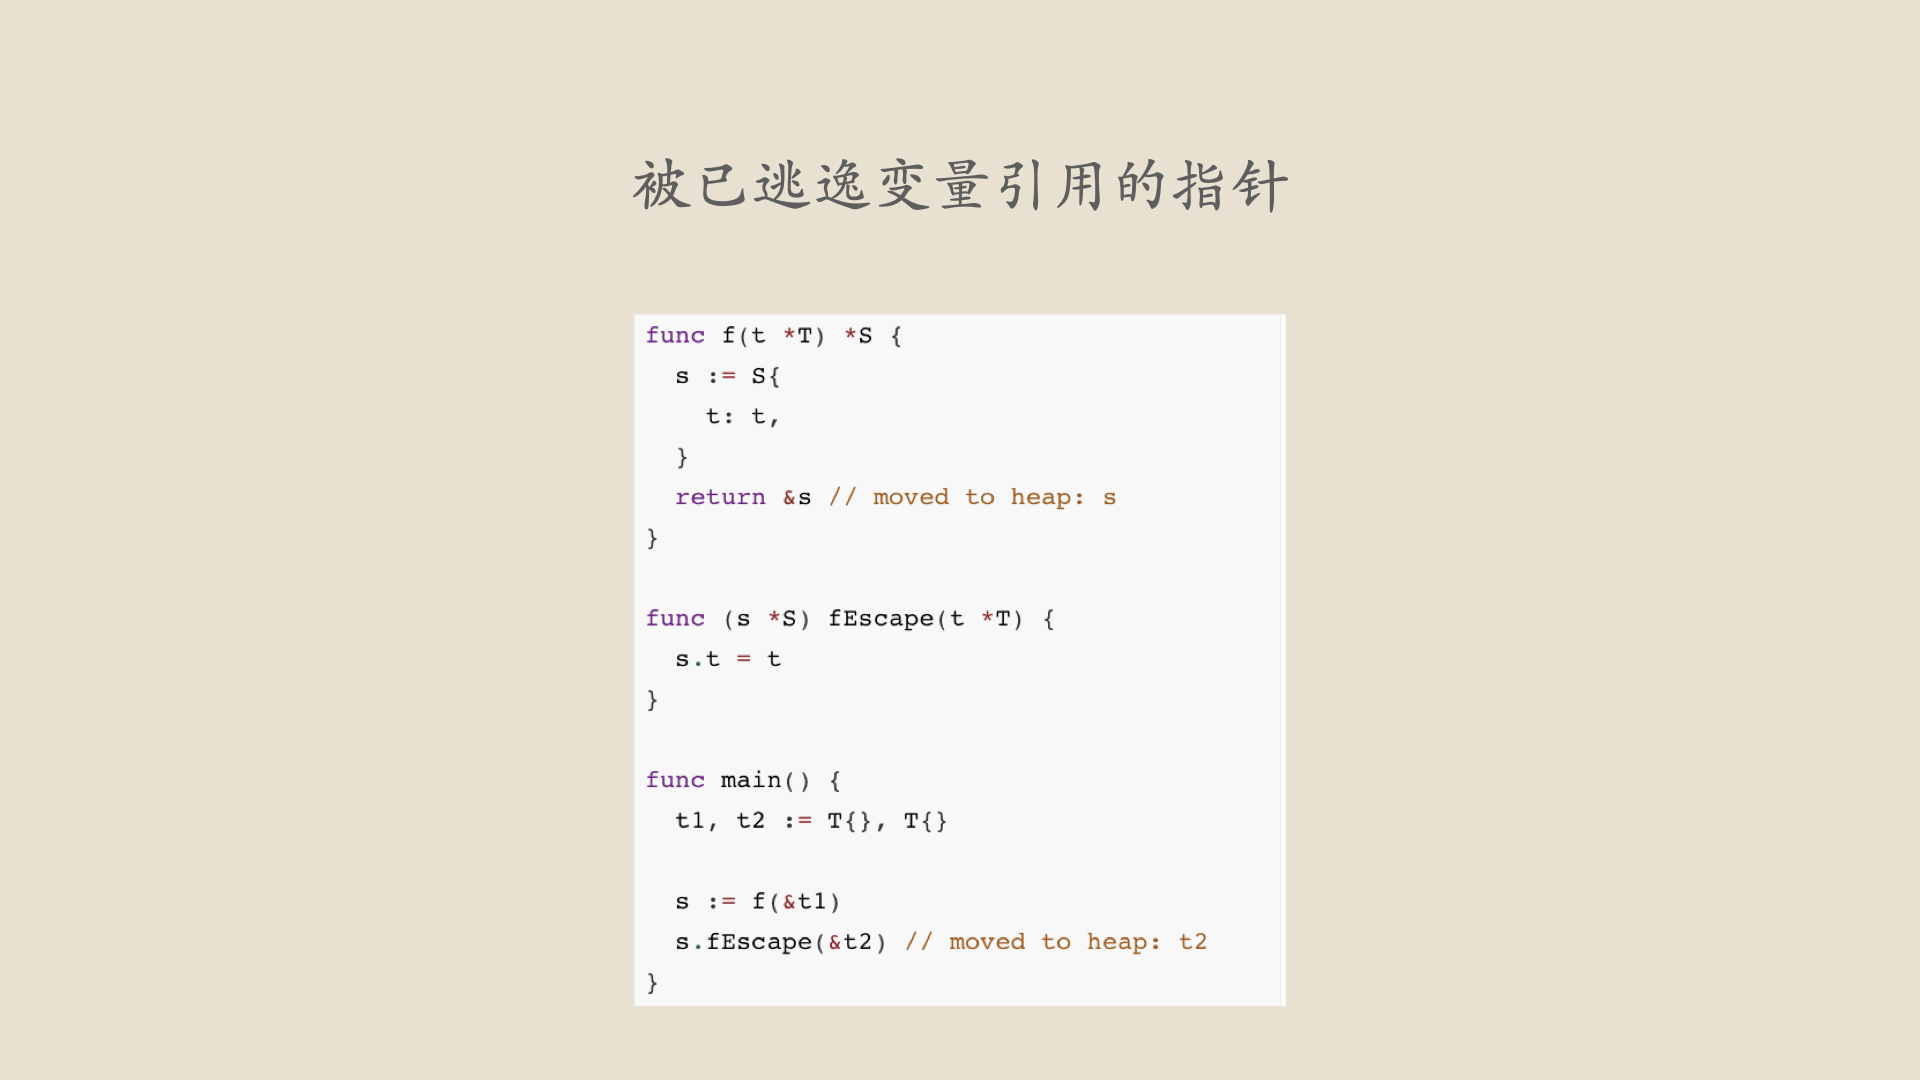 被已逃逸变量引用的指针
func f(t *T) *S {
  s := S{
    t: t,
  }
  return &s // moved to heap: s
}
func (s *S) fEscape(t *T) {
  s.t = t
}
func main() {
  t1, t2 := T{}, T{}
  s := f(&t1)
  s.fEscape(&t2) // moved to heap: t2
}